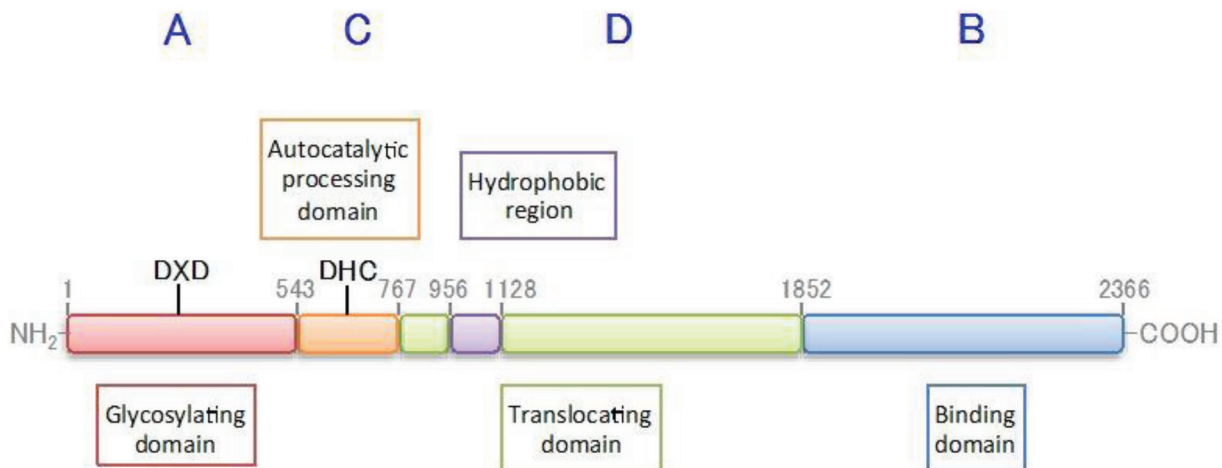 A C D B
Autocatalytic
processing
domain
Hydrophobic
region
DXD DHC
1 543 767 956 1128 1852 2366
NH2 COOH
Glycosylating
domain
Translocating
domain
Binding
domain